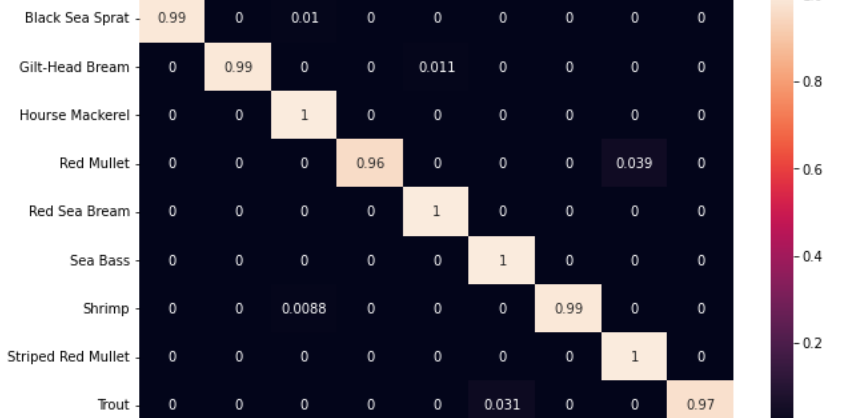 Black Sea Sprat 0.99 0 0.01 0 0 0 0 0 0
Gilt-Head Bream 0 0.99 0 0 0.011 0 0 0 0
0.8
Hourse Mackerel 0 0 1 0 0 0 0 0 0
Red Mullet 0 0 0 0.96 0 0 0 0.039 0
0.6
Red Sea Bream 0 0 0 0 1 0 0 0 0
0.4
Sea Bass 0 0 0 0 0 1 0 0 0
Shrimp 0 0 0.0088 0 0 0 0.99 0 0
0.2
Striped Red Mullet 0 0 0 0 0 0 0 1 0
Trout 0 0 0 0 0 0.031 0 0 0.97